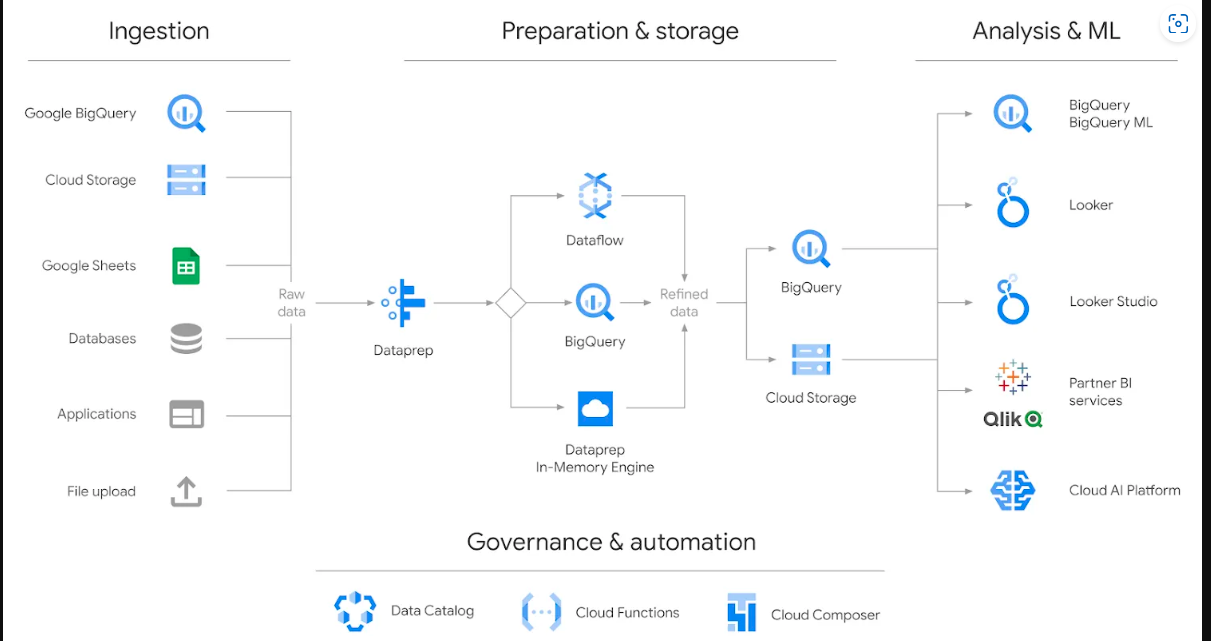 Ingestion
Preparation & storage
Analysis & ML
Google BigQuery
Cloud Storage
Google Sheets
Databases
Applications
File upload
Raw
data
Dataprep
Dataflow
BigQuery
Dataprep
In-Memory Engine
Refined
data
BigQuery
Cloud Storage
BigQuery
BigQuery ML
Looker
Looker Studio
Partner BI
services
Qlik
Cloud AI Platform
Governance & automation
Data Catalog
Cloud Functions
Cloud Composer